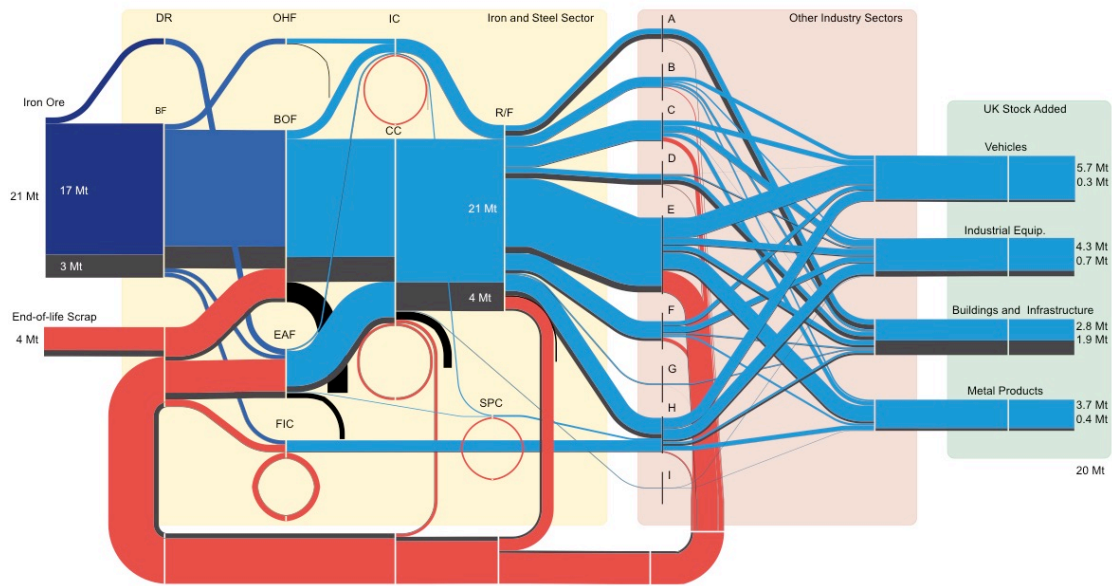 DR
OHF
IC
Iron and Steel Sector
A
Other Industry Sectors
B
Iron Ore
BF
BOF
R/F
C
UK Stock Added
CC
Vehicles
D
5.7 Mt
0.3 Mt
21 Mt
17 Mt
21 Mt
E
Industrial Equip.
4.3 Mt
0.7 Mt
3 Mt
4 Mt
End-of-life Scrap
F
Buildings and Infrastructure
2.8 Mt
1.9 Mt
4 Mt
EAF
G
Metal Products
SPC
H
3.7 Mt
0.4 Mt
FIC
I
20 Mt